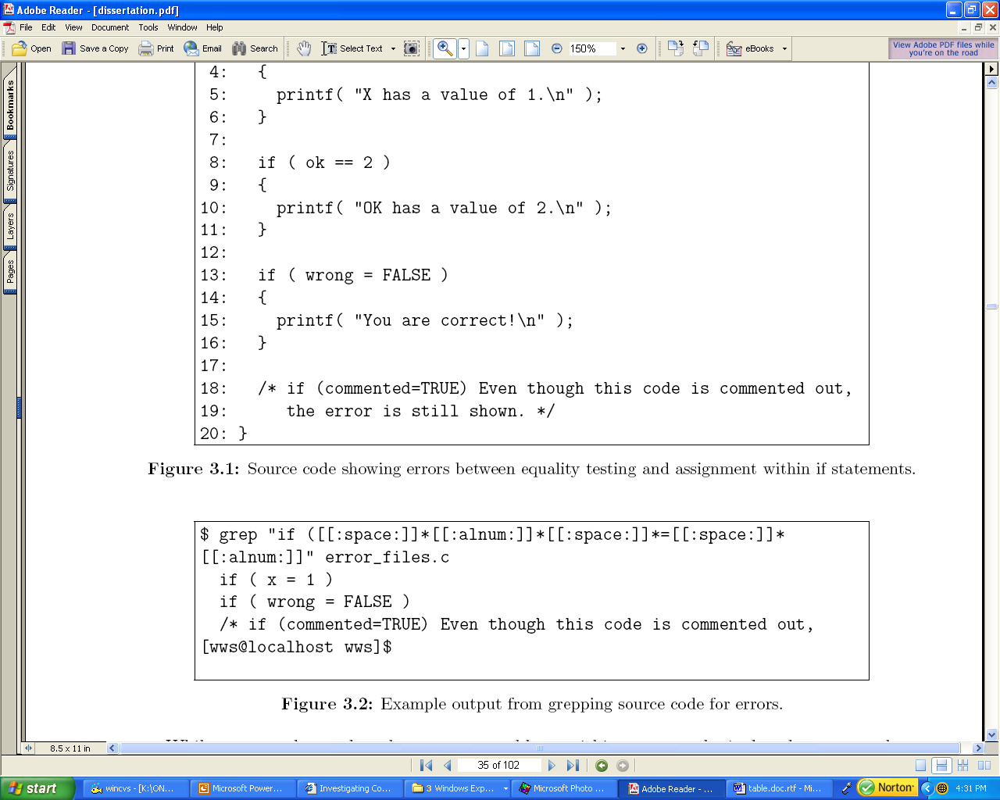 Adobe Reader - [dissertation.pdf]
File Edit View Document Tools Window Help
Open Save a Copy Print Email Search Select Text 150% eBooks
View Adobe PDF files while
you're on the road
Bookmarks
Signatures
Layers
Pages
4: {
5: printf( "X has a value of 1.\n" );
6: }
7:
8: if ( ok == 2 )
9: {
10: printf( "OK has a value of 2.\n" );
11: }
12:
13: if ( wrong = FALSE )
14: {
15: printf( "You are correct!\n" );
16: }
17:
18: /* if (commented=TRUE) Even though this code is commented out,
19: the error is still shown. */
20: }
Figure 3.1: Source code showing errors between equality testing and assignment within if statements.
$ grep "if ([[:space:]]*[[:alnum:]]*[[:space:]]*=[[:space:]]*
[[:alnum:]]" error_files.c
if ( x = 1 )
if ( wrong = FALSE )
/* if (commented=TRUE) Even though this code is commented out,
[wws@localhost wws]$
Figure 3.2: Example output from grepping source code for errors.
8.5 x 11 in
35 of 102
start
wincvs - [K:\ON...
Microsoft Power...
Investigating Co...
3 Windows Exp...
Microsoft Photo ...
Adobe Reader - ...
table.doc.rtf - Mi...
Norton
4:31 PM